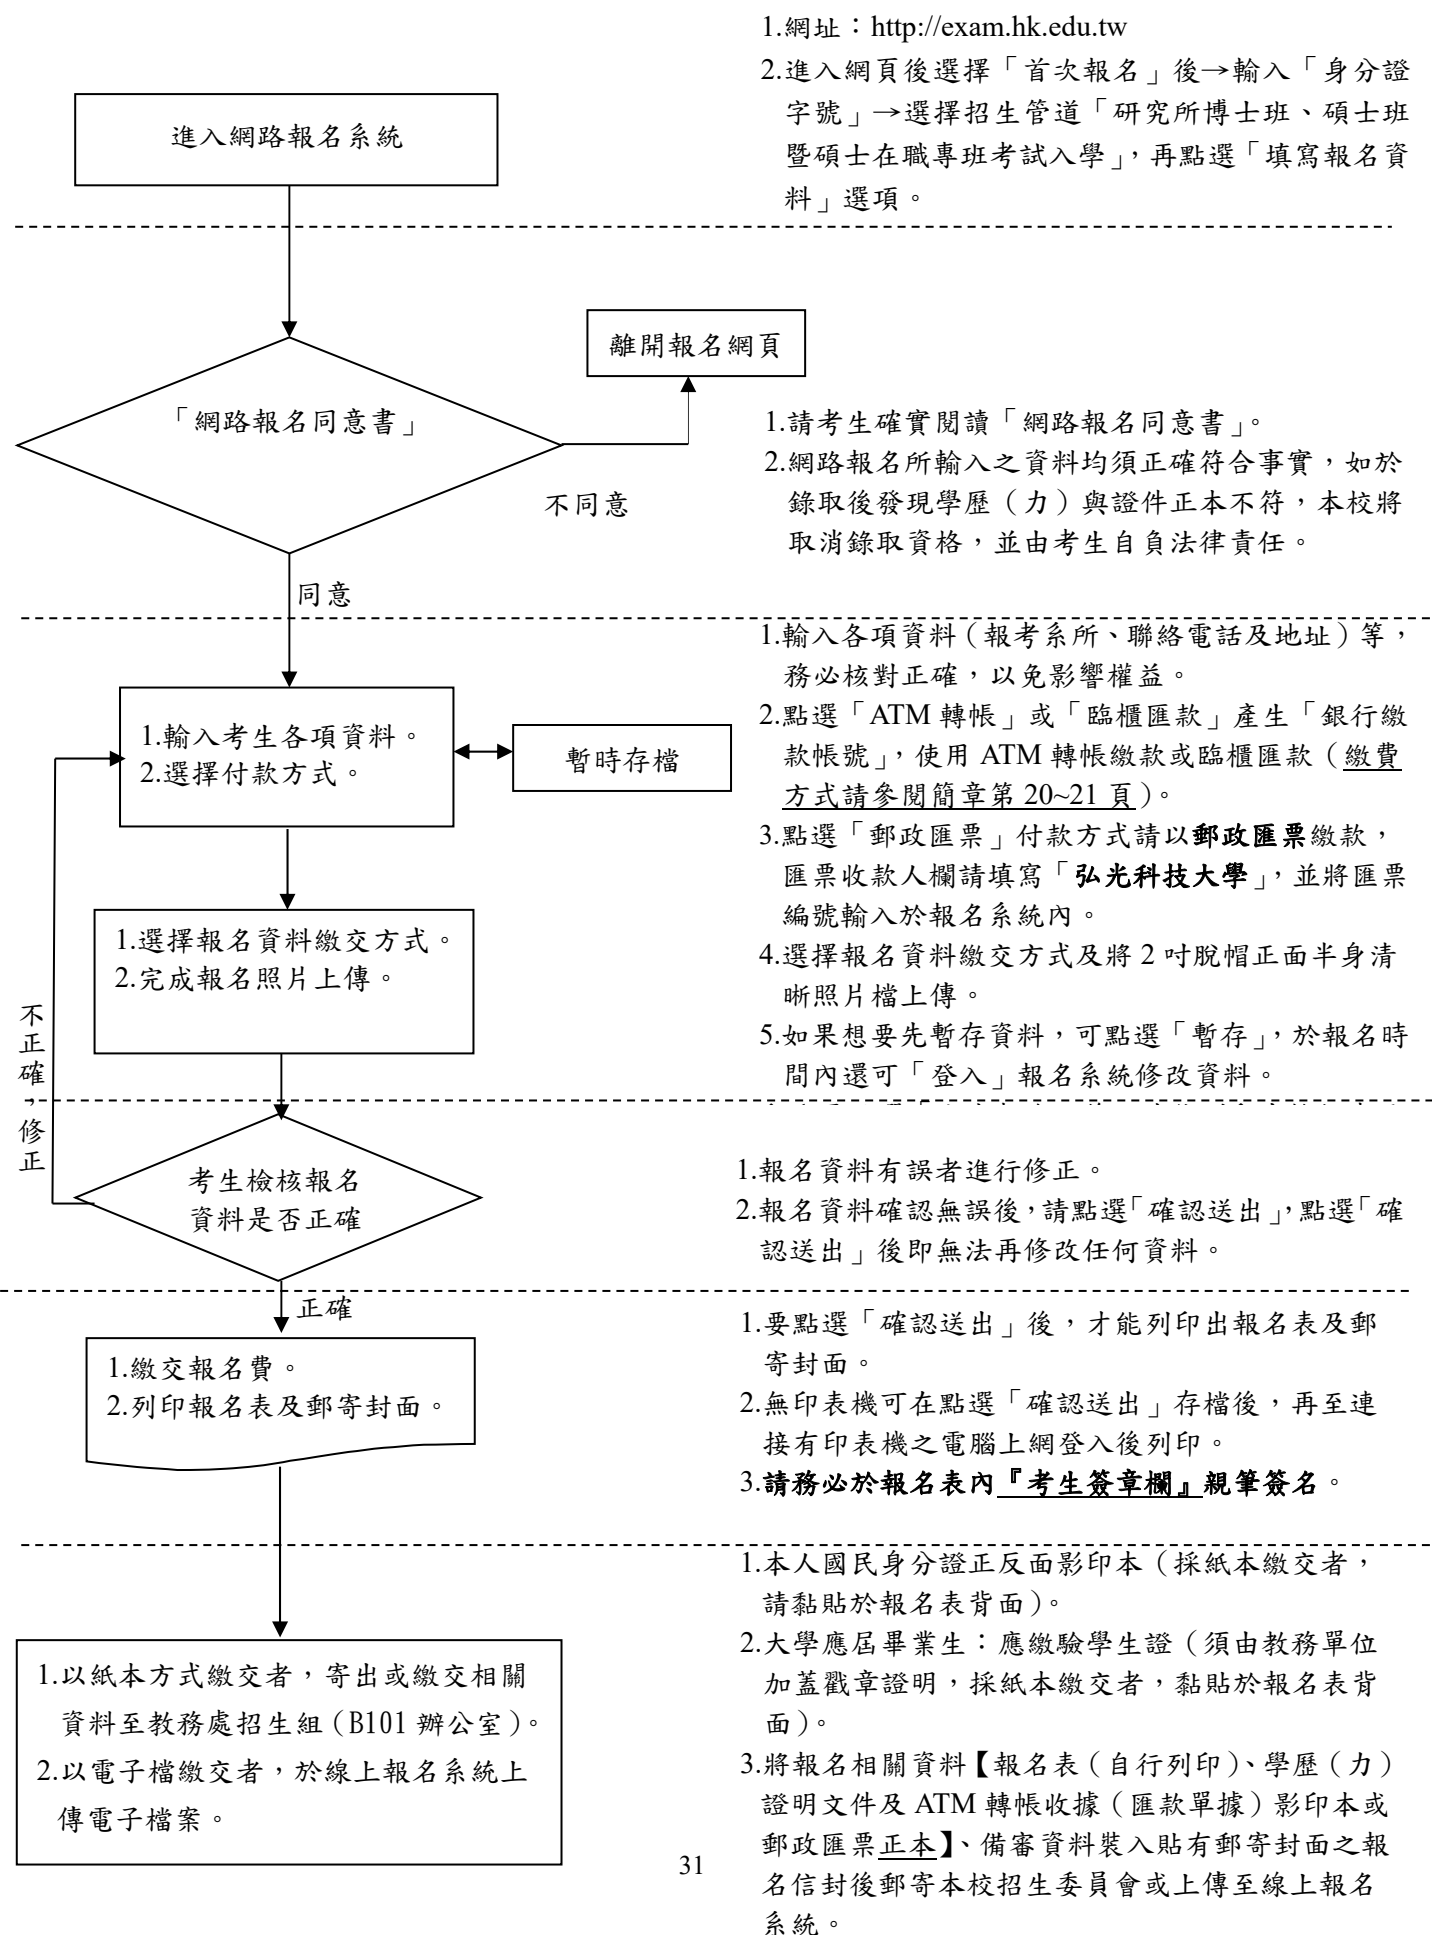 1.網址：http://exam.hk.edu.tw
2.進入網頁後選擇「首次報名」後→輸入「身分證
字號」→選擇招生管道「研究所博士班、碩士班
暨碩士在職專班考試入學」，再點選「填寫報名資
料」選項。
進入網路報名系統
離開報名網頁
「網路報名同意書」
不同意
同意
1.請考生確實閱讀「網路報名同意書」。
2.網路報名所輸入之資料均須正確符合事實，如於
錄取後發現學歷（力）與證件正本不符，本校將
取消錄取資格，並由考生自負法律責任。
1.輸入考生各項資料。
2.選擇付款方式。
暫時存檔
1.選擇報名資料繳交方式。
2.完成報名照片上傳。
不正確，修正
1.輸入各項資料（報考系所、聯絡電話及地址）等，
務必核對正確，以免影響權益。
2.點選「ATM 轉帳」或「臨櫃匯款」產生「銀行繳
款帳號」，使用 ATM 轉帳繳款或臨櫃匯款（繳費
方式請參閱簡章第 20~21 頁）。
3.點選「郵政匯票」付款方式請以郵政匯票繳款，
匯票收款人欄請填寫「弘光科技大學」，並將匯票
編號輸入於報名系統內。
4.選擇報名資料繳交方式及將 2 吋脫帽正面半身清
晰照片檔上傳。
5.如果想要先暫存資料，可點選「暫存」，於報名時
間內還可「登入」報名系統修改資料。
考生檢核報名
資料是否正確
正確
1.報名資料有誤者進行修正。
2.報名資料確認無誤後，請點選「確認送出」，點選「確
認送出」後即無法再修改任何資料。
1.繳交報名費。
2.列印報名表及郵寄封面。
1.要點選「確認送出」後，才能列印出報名表及郵
寄封面。
2.無印表機可在點選「確認送出」存檔後，再至連
接有印表機之電腦上網登入後列印。
3.請務必於報名表內『考生簽章欄』親筆簽名。
1.以紙本方式繳交者，寄出或繳交相關
資料至教務處招生組（B101 辦公室）。
2.以電子檔繳交者，於線上報名系統上
傳電子檔案。
1.本人國民身分證正反面影印本（採紙本繳交者，
請黏貼於報名表背面）。
2.大學應屆畢業生：應繳驗學生證（須由教務單位
加蓋戳章證明，採紙本繳交者，黏貼於報名表背
面）。
3.將報名相關資料【報名表（自行列印）、學歷（力）
證明文件及 ATM 轉帳收據（匯款單據）影印本或
郵政匯票正本】、備審資料裝入貼有郵寄封面之報
名信封後郵寄本校招生委員會或上傳至線上報名
系統。
31